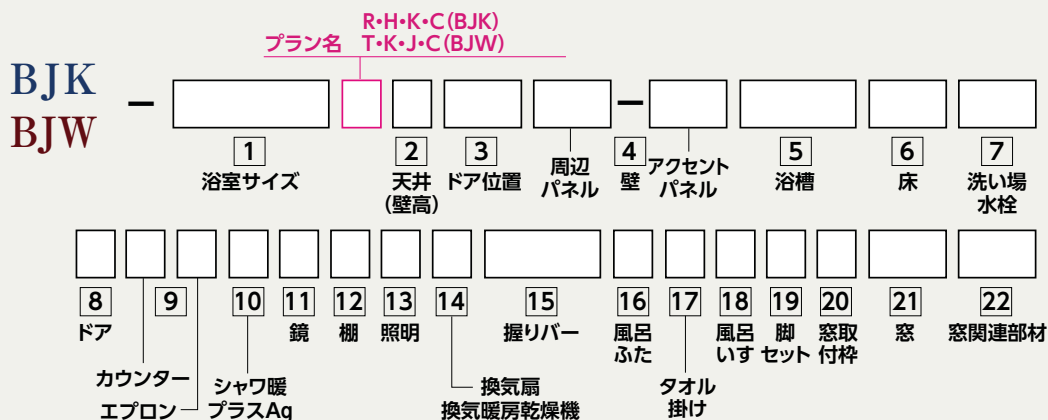 R・H・K・C(BJK)
プラン名 T・K・J・C(BJW)
BJK
BJW
−
−
1 2 3 周辺パネル 4 アクセントパネル 5 6 7
浴室サイズ 天井(壁高) ドア位置 壁 浴槽 床 洗い場水栓
8 9 10 11 12 13 14 15 16 17 18 19 20 21 22
ドア 鏡 棚 照明 握りバー 風呂ふた 風呂いす 脚セット 窓取付枠 窓 窓関連部材
カウンター
エプロン
シャワ暖プラスAg
換気扇
換気暖房乾燥機
タオル掛け